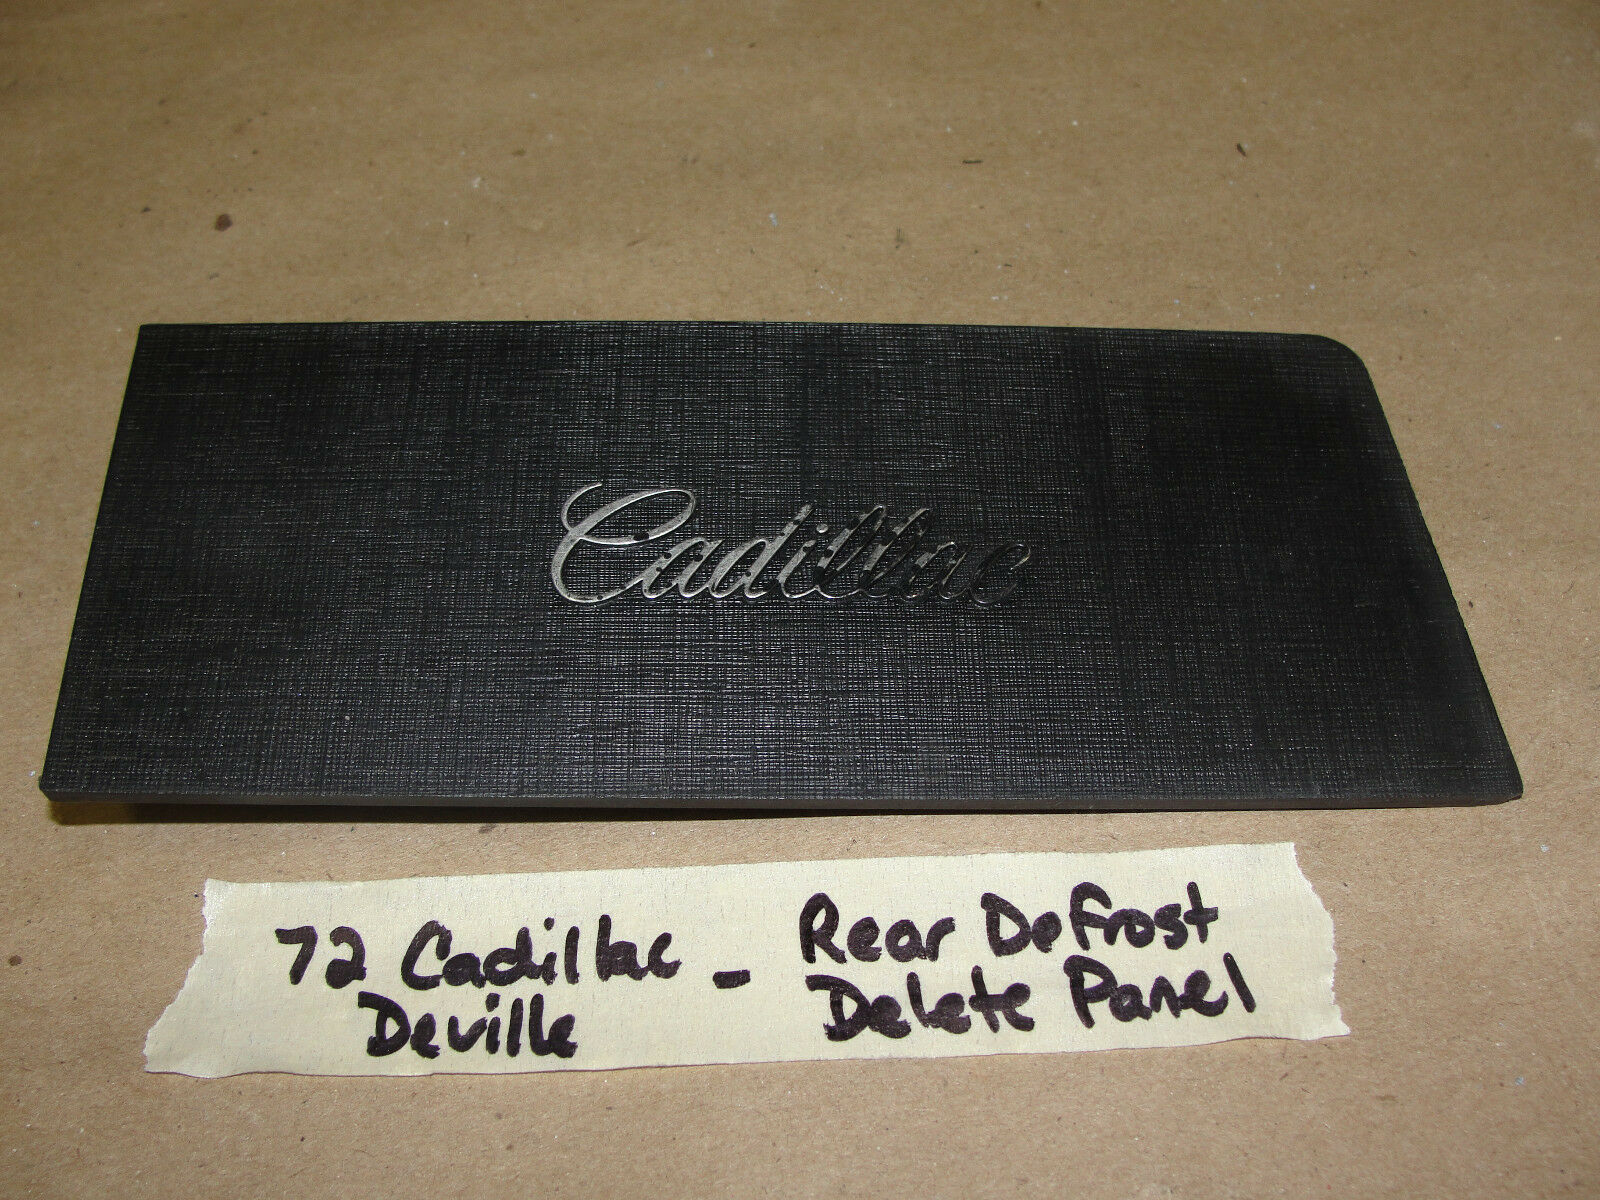 Cadillac
72 Cadillac - Rear Defrost
Deville Delete Panel